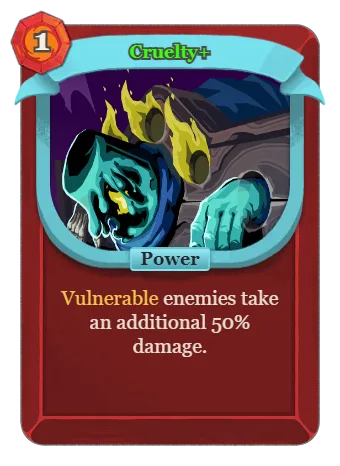 1
Cruelty+
Power
Vulnerable enemies take
an additional 50%
damage.